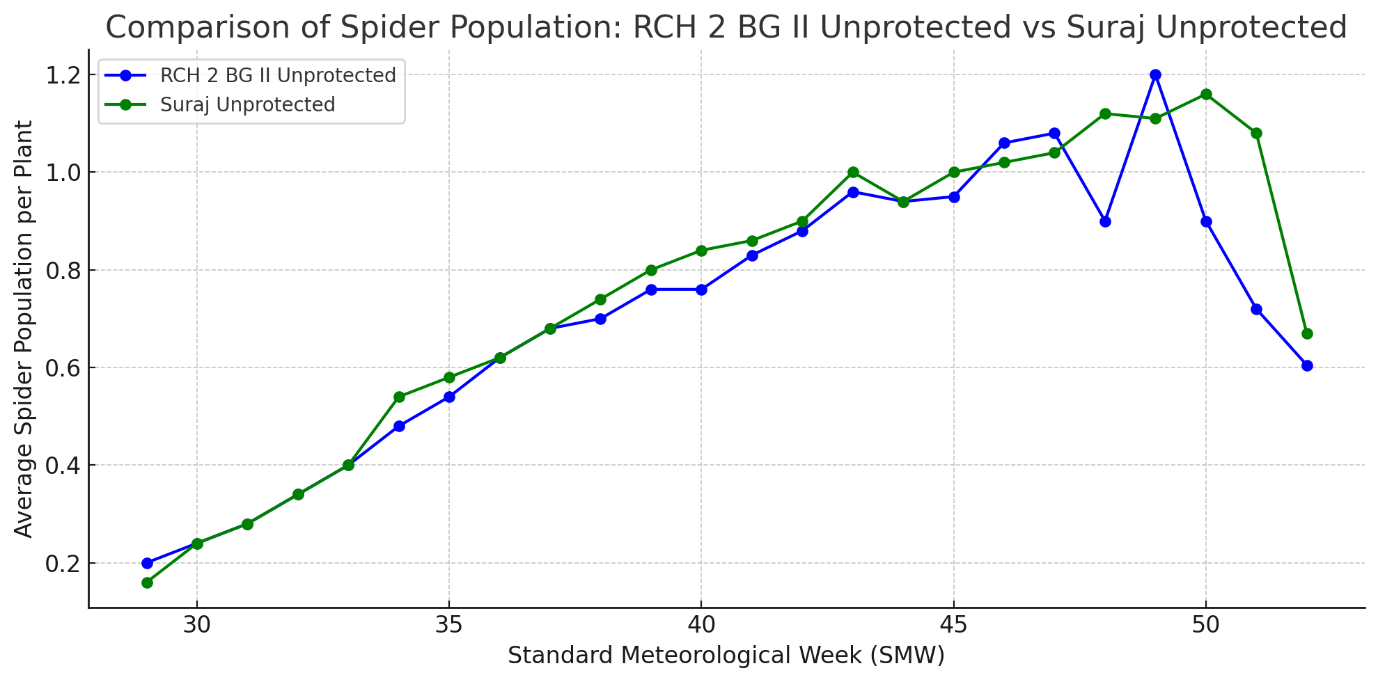 Comparison of Spider Population: RCH 2 BG II Unprotected vs Suraj Unprotected
RCH 2 BG II Unprotected
Suraj Unprotected
Average Spider Population per Plant
1.2
1.0
0.8
0.6
0.4
0.2
30
35
40
45
50
Standard Meteorological Week (SMW)